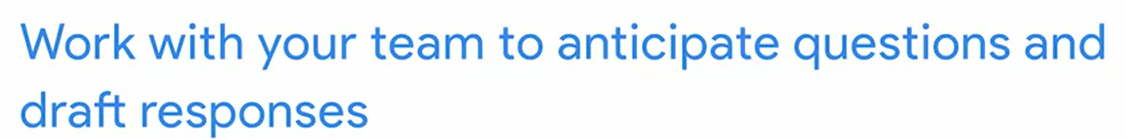 Work with your team to anticipate questions and
draft responses